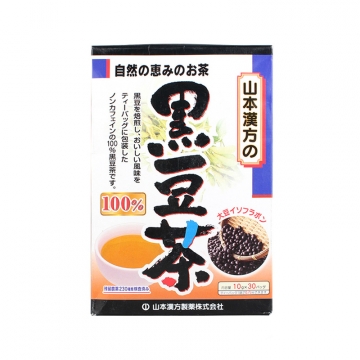 自然の恵みのお茶
山本漢方の
黒豆茶
黒豆を焙煎し、おいしい風味を
ティーバッグに包装した
ノンカフェインの100%黒豆茶です。
100%
大豆イソフラボン
10g×30パック
山本漢方製薬株式会社